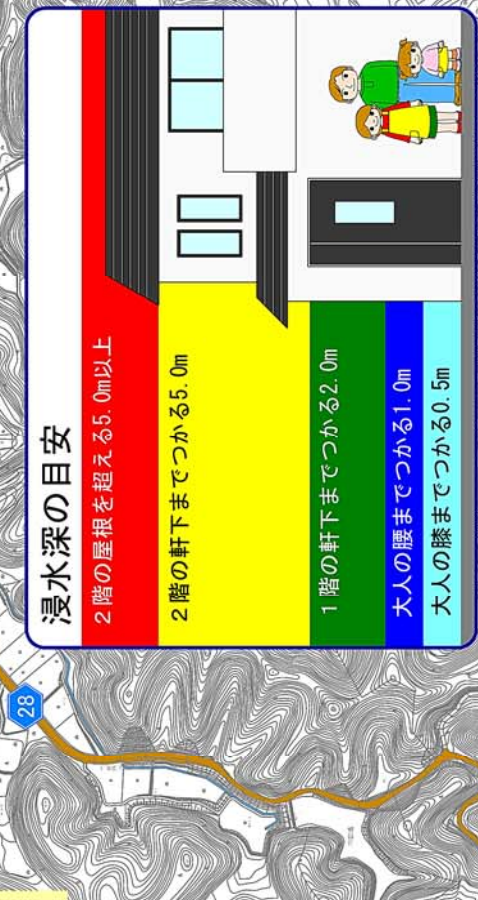 浸水深の目安
2階の屋根を超える5.0m以上
2階の軒下までつかる5.0m
1階の軒下までつかる2.0m
大人の腰までつかる1.0m
大人の膝までつかる0.5m
28